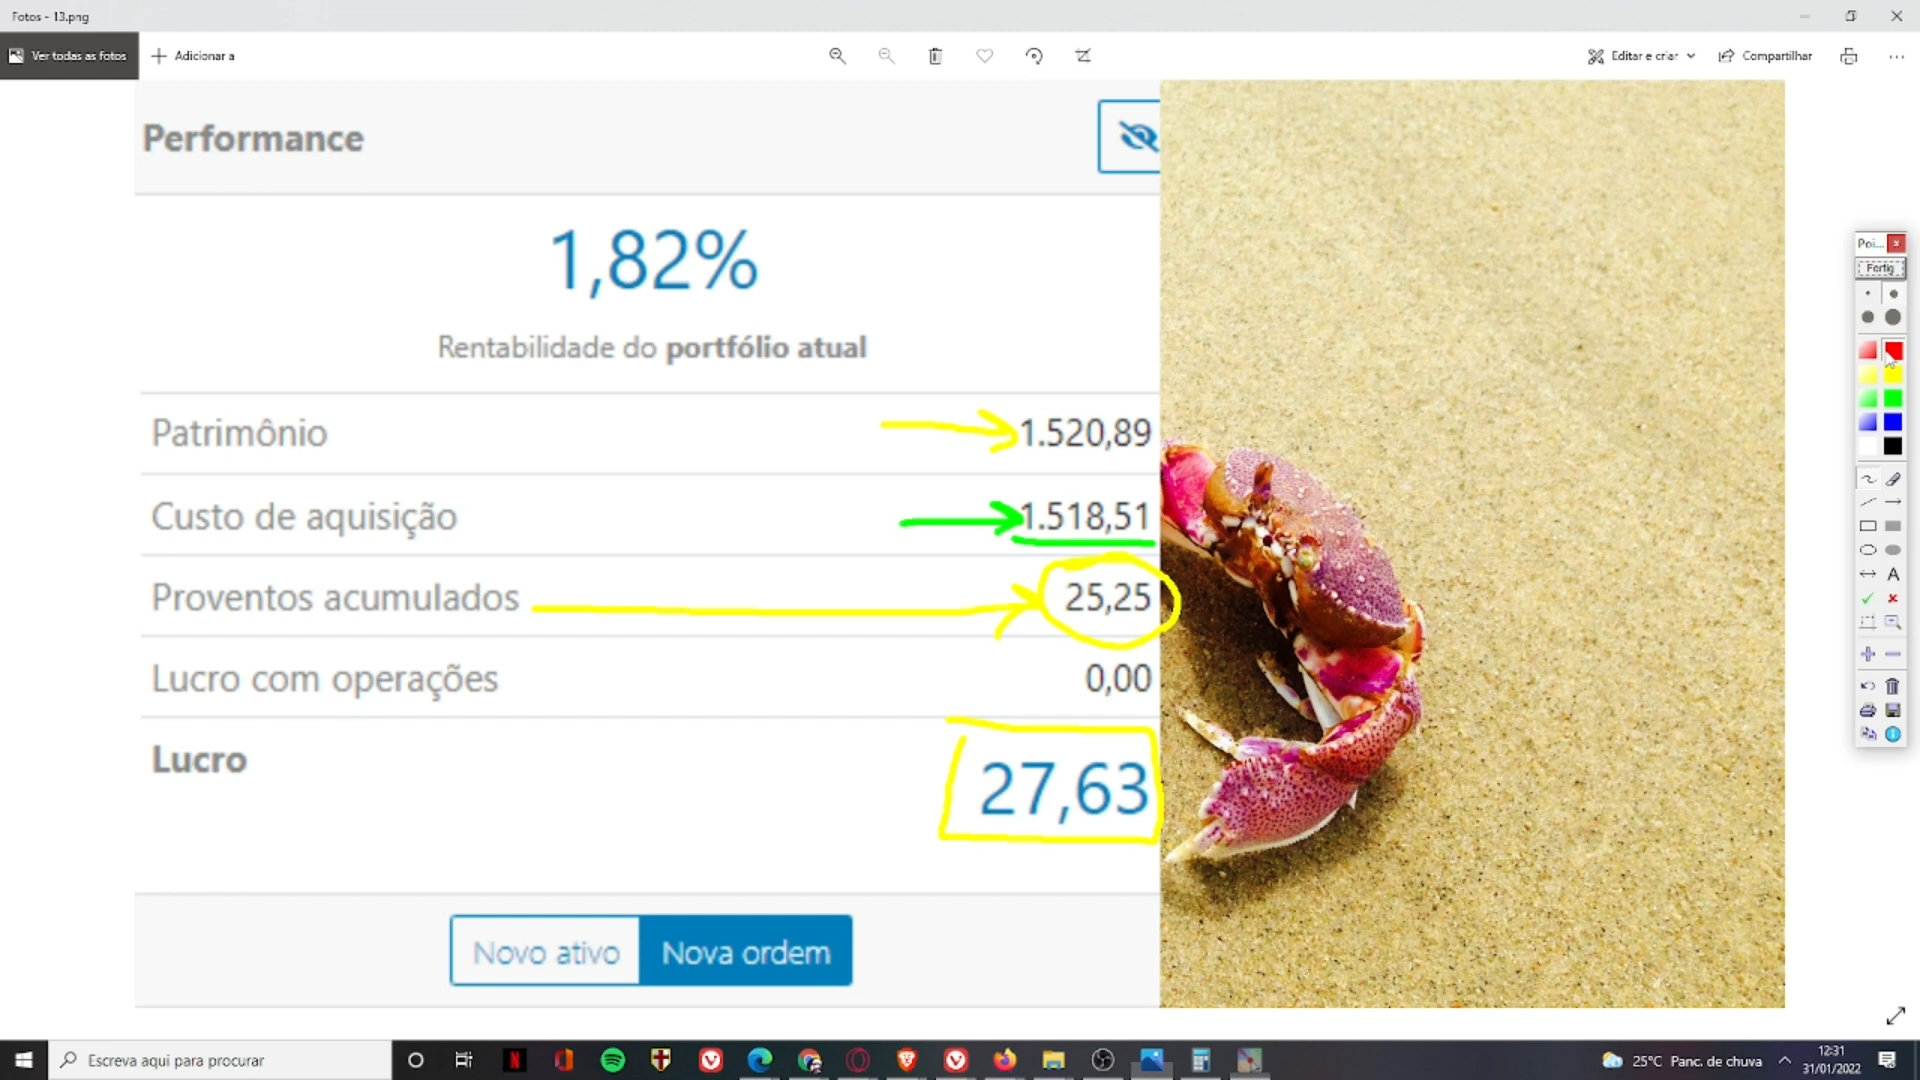 Fotos - 13.png
Ver todas as fotos
Adicionar a
Editar e criar
Compartilhar
Performance
1,82%
Rentabilidade do portfólio atual
Patrimônio 1.520,89
Custo de aquisição 1.518,51
Proventos acumulados 25,25
Lucro com operações 0,00
Lucro 27,63
Novo ativo Nova ordem
Poi...
Fertig
A
Escreva aqui para procurar
25°C Panc. de chuva
12:31
31/01/2022